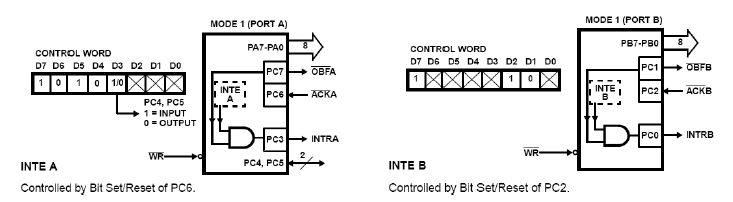 MODE 1 (PORT A)
CONTROL WORD
D7 D6 D5 D4 D3 D2 D1 D0
1 0 1 0 1/0
PC4, PC5
1 = INPUT
0 = OUTPUT
PA7-PA0
8
PC7
OBFA
INTE
A
PC6
ACKA
PC3
INTRA
WR
PC4, PC5
2
INTE A
Controlled by Bit Set/Reset of PC6.
MODE 1 (PORT B)
CONTROL WORD
D7 D6 D5 D4 D3 D2 D1 D0
1 1 0
PB7-PB0
8
PC1
OBFB
INTE
B
PC2
ACKB
PC0
INTRB
WR
INTE B
Controlled by Bit Set/Reset of PC2.